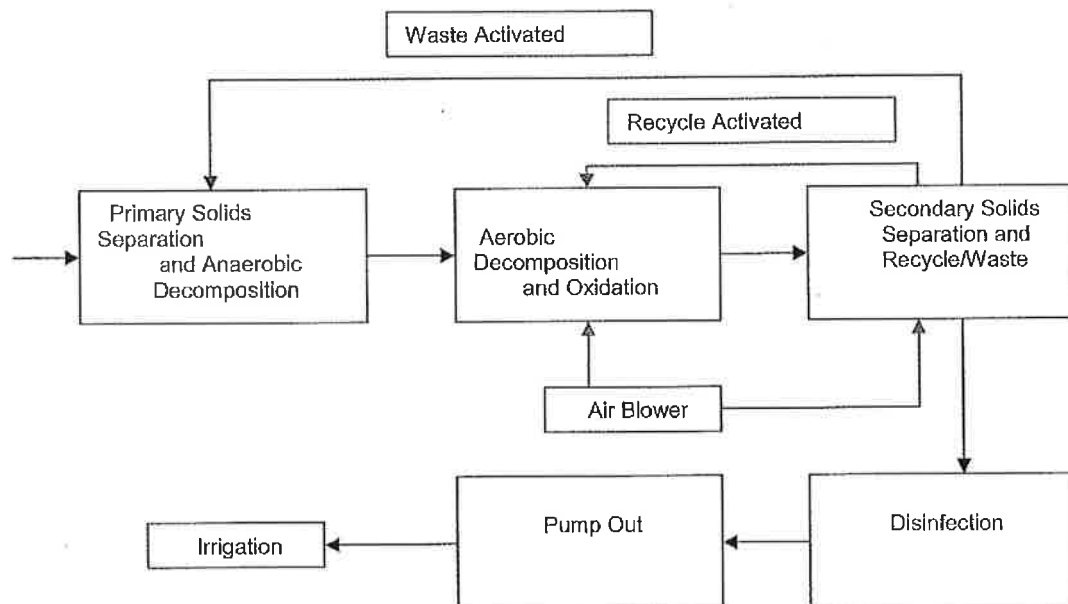 Waste Activated
Recycle Activated
Primary Solids
Separation
and Anaerobic
Decomposition
Aerobic
Decomposition
and Oxidation
Secondary Solids
Separation and
Recycle/Waste
Air Blower
Irrigation
Pump Out
Disinfection